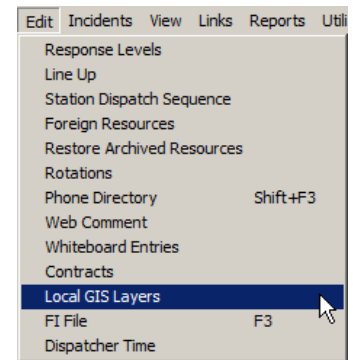 Edit Incidents View Links Reports Utili
Response Levels
Line Up
Station Dispatch Sequence
Foreign Resources
Restore Archived Resources
Rotations
Phone Directory Shift+F3
Web Comment
Whiteboard Entries
Contracts
Local GIS Layers
FI File F3
Dispatcher Time